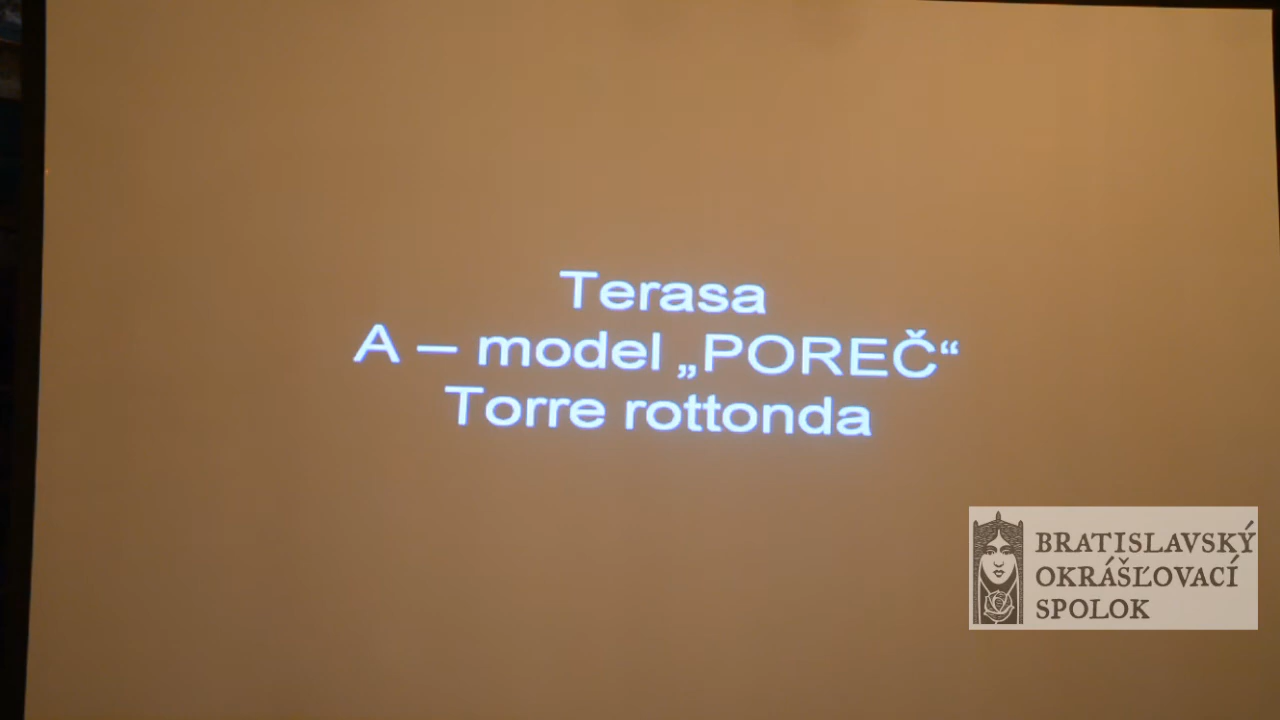 Terasa
A – model „POREČ“
Torre rottonda
BRATISLAVSKÝ
OKRÁŠĽOVACÍ
SPOLOK